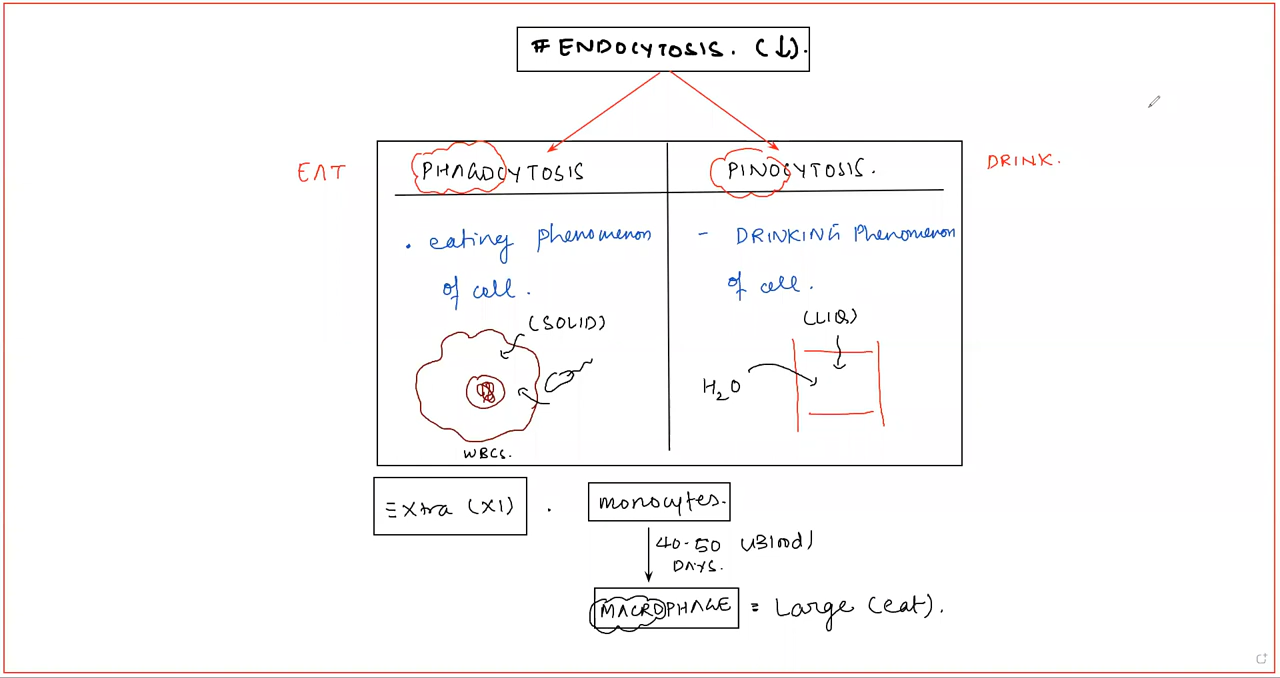 # ENDOCYTOSIS. (↓).
EAT
PHAGOCYTOSIS
PINOCYTOSIS.
DRINK.
• eating phenomenon
of cell.
(SOLID)
WBCS.
- DRINKING Phenomenon
of cell.
(LIQ)
H₂O
Extra (XI) .
monocytes.
40-50 (Blood)
DAYS.
MACROPHAGE = Large (eat).